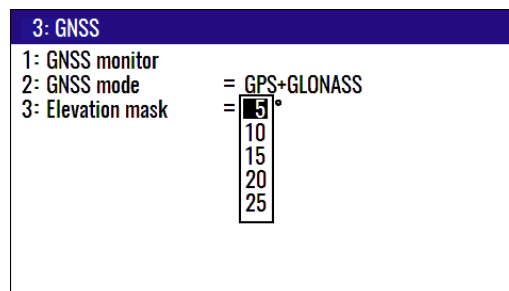 3: GNSS
1: GNSS monitor
2: GNSS mode = GPS+GLONASS
3: Elevation mask = 5°
10
15
20
25